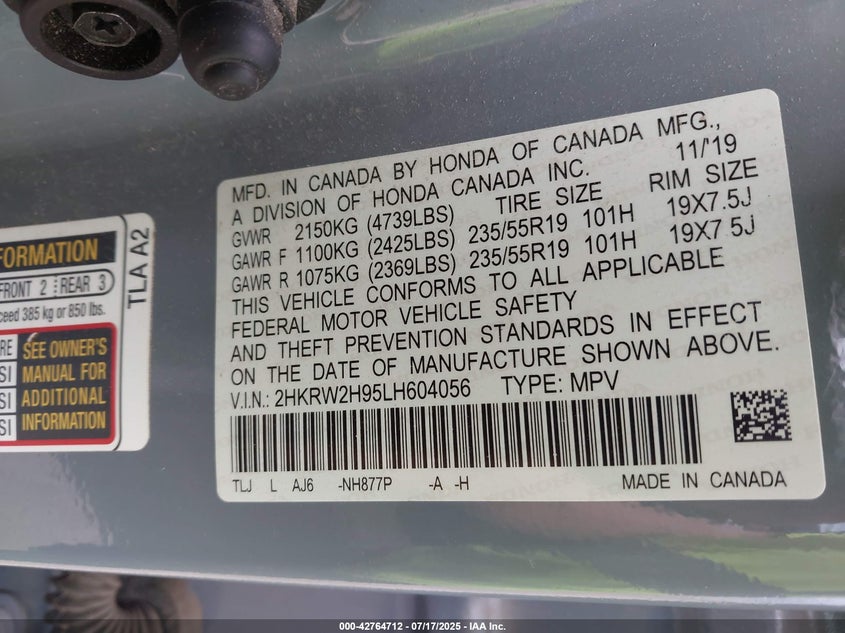 MFD. IN CANADA BY HONDA OF CANADA MFG.,
A DIVISION OF HONDA CANADA INC. 11/'19
TIRE SIZE RIM SIZE
GVWR 2150KG (4739LBS)
GAWR F 1100KG (2425LBS) 235/55R19 101H 19X7.5J
GAWR R 1075KG (2369LBS) 235/55R19 101H 19X7.5J
THIS VEHICLE CONFORMS TO ALL APPLICABLE
FEDERAL MOTOR VEHICLE SAFETY
AND THEFT PREVENTION STANDARDS IN EFFECT
ON THE DATE OF MANUFACTURE SHOWN ABOVE.
V.I.N.: 2HKRW2H95LH604056 TYPE: MPV
TLJ L AJ6 -NH877P -A -H MADE IN CANADA
FRONT 2 REAR 3
385 kg or 850 lbs.
SEE OWNER'S
MANUAL FOR
ADDITIONAL
INFORMATION
TLA A2
000-42764712 / 07/17/2025 - IAA Inc.